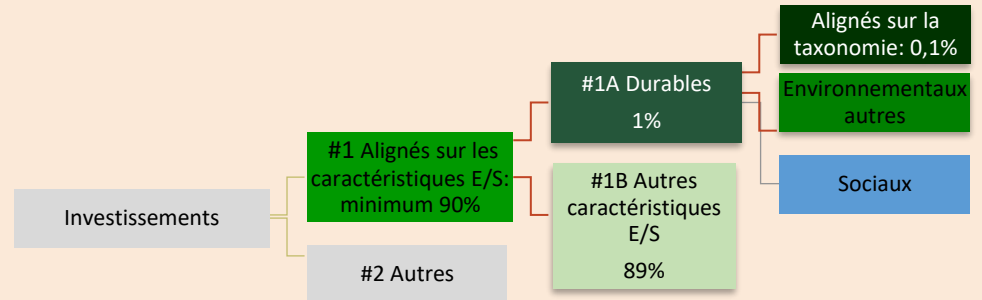 Investissements
#1 Alignés sur les
caractéristiques E/S:
minimum 90%
#2 Autres
#1A Durables
1%
#1B Autres
caractéristiques
E/S
89%
Alignés sur la
taxonomie: 0,1%
Environnementaux
autres
Sociaux